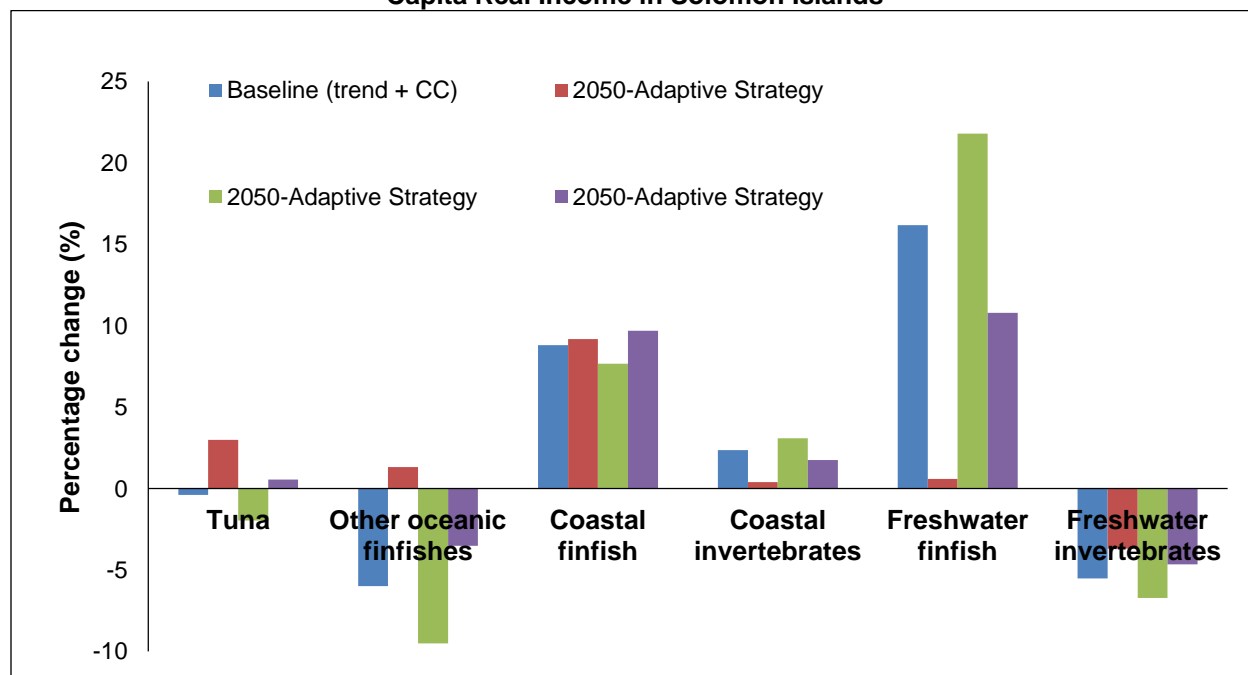 Capita Real Income in Solomon Islands
25
Baseline (trend + CC)
2050-Adaptive Strategy
20
2050-Adaptive Strategy
2050-Adaptive Strategy
15
10
5
0
-5
-10
Percentage change (%)
Tuna
Other oceanic
finfishes
Coastal
finfish
Coastal
invertebrates
Freshwater
finfish
Freshwater
invertebrates